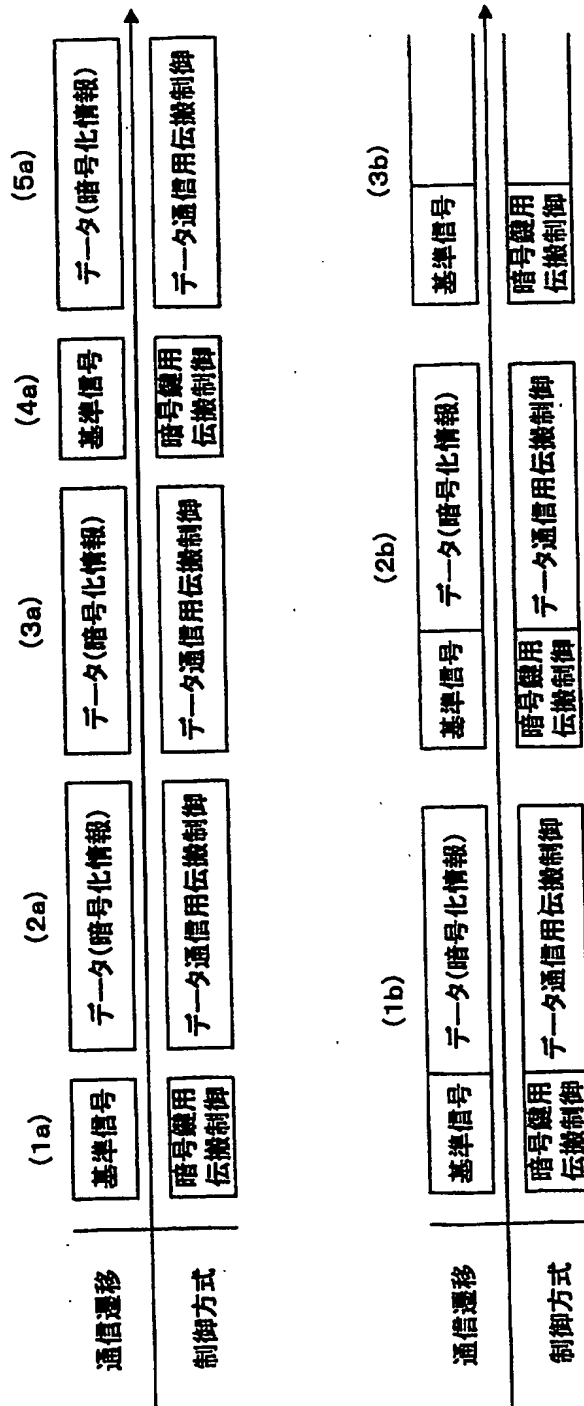 (1a)
(2a)
(3a)
(4a)
(5a)
通信遷移
基準信号
データ(暗号化情報)
データ(暗号化情報)
基準信号
データ(暗号化情報)
制御方式
暗号鍵用
伝搬制御
データ通信用伝搬制御
データ通信用伝搬制御
暗号鍵用
伝搬制御
データ通信用伝搬制御
(1b)
(2b)
(3b)
通信遷移
基準信号
データ(暗号化情報)
基準信号
データ(暗号化情報)
基準信号
制御方式
暗号鍵用
伝搬制御
データ通信用伝搬制御
暗号鍵用
伝搬制御
データ通信用伝搬制御
暗号鍵用
伝搬制御